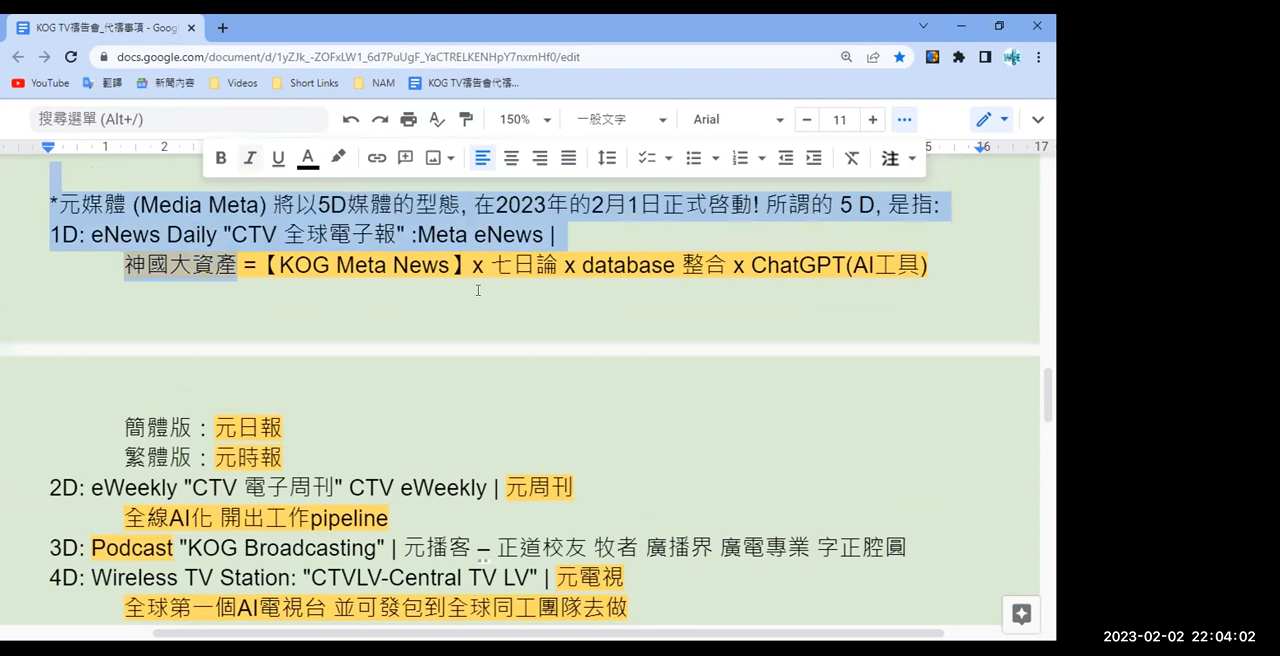 KOG TV禱告會_代禱事項 - Goog
docs.google.com/document/d/1yZJk_-ZOFxLW1_6d7PuUgF_YaCTRELKENHpY7nxmHf0/edit
YouTube 翻譯 新聞內容 Videos Short Links NAM KOG TV禱告會代禱...
搜尋選單 (Alt+/) 150% 一般文字 Arial 11
B I U A 注
1 2 5 16 17
*元媒體 (Media Meta) 將以5D媒體的型態, 在2023年的2月1日正式啓動! 所謂的 5 D, 是指:
1D: eNews Daily "CTV 全球電子報" :Meta eNews |
神國大資產 =【KOG Meta News】x 七日論 x database 整合 x ChatGPT(AI工具)
簡體版：元日報
繁體版：元時報
2D: eWeekly "CTV 電子周刊" CTV eWeekly | 元周刊
全線AI化 開出工作pipeline
3D: Podcast "KOG Broadcasting" | 元播客 – 正道校友 牧者 廣播界 廣電專業 字正腔圓
4D: Wireless TV Station: "CTVLV-Central TV LV" | 元電視
全球第一個AI電視台 並可發包到全球同工團隊去做
2023-02-02 22:04:02